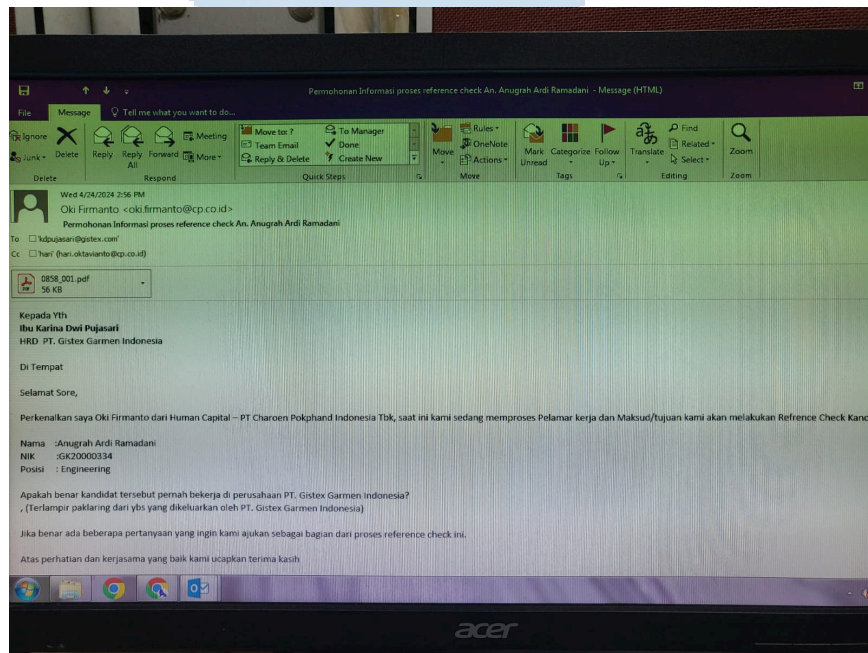 Permohonan Informasi proses reference check An. Anugrah Ardi Ramadani - Message (HTML)
File Message Tell me what you want to do...
Ignore
Junk
Delete
Reply
Reply All
Forward
Meeting
More
Move to: ?
Team Email
Reply & Delete
To Manager
Done
Create New
Move
Rules
OneNote
Actions
Mark Unread
Categorize
Follow Up
Translate
Find
Related
Select
Zoom
Delete Respond Quick Steps Move Tags Editing Zoom
Wed 4/24/2024 2:56 PM
Oki Firmanto <oki.firmanto@cp.co.id>
Permohonan Informasi proses reference check An. Anugrah Ardi Ramadani
To 'kdpujasari@gistex.com'
Cc 'hari' (hari.oktavianto@cp.co.id)
0858_001.pdf
56 KB
Kepada Yth
Ibu Karina Dwi Pujasari
HRD PT. Gistex Garmen Indonesia
Di Tempat
Selamat Sore,
Perkenalkan saya Oki Firmanto dari Human Capital – PT Charoen Pokphand Indonesia Tbk, saat ini kami sedang memproses Pelamar kerja dan Maksud/tujuan kami akan melakukan Refrence Check Kand
Nama :Anugrah Ardi Ramadani
NIK :GK20000334
Posisi : Engineering
Apakah benar kandidat tersebut pernah bekerja di perusahaan PT. Gistex Garmen Indonesia?
, (Terlampir paklaring dari ybs yang dikeluarkan oleh PT. Gistex Garmen Indonesia)
Jika benar ada beberapa pertanyaan yang ingin kami ajukan sebagai bagian dari proses reference check ini.
Atas perhatian dan kerjasama yang baik kami ucapkan terima kasih
acer